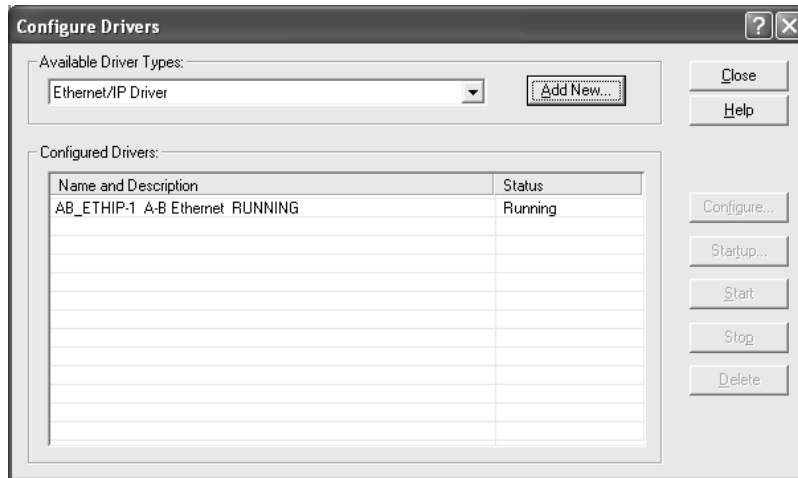 Configure Drivers
Available Driver Types:
Ethernet/IP Driver
Add New...
Close
Help
Configured Drivers:
Name and Description Status
AB_ETHIP-1 A-B Ethernet RUNNING Running
Configure...
Startup...
Start
Stop
Delete